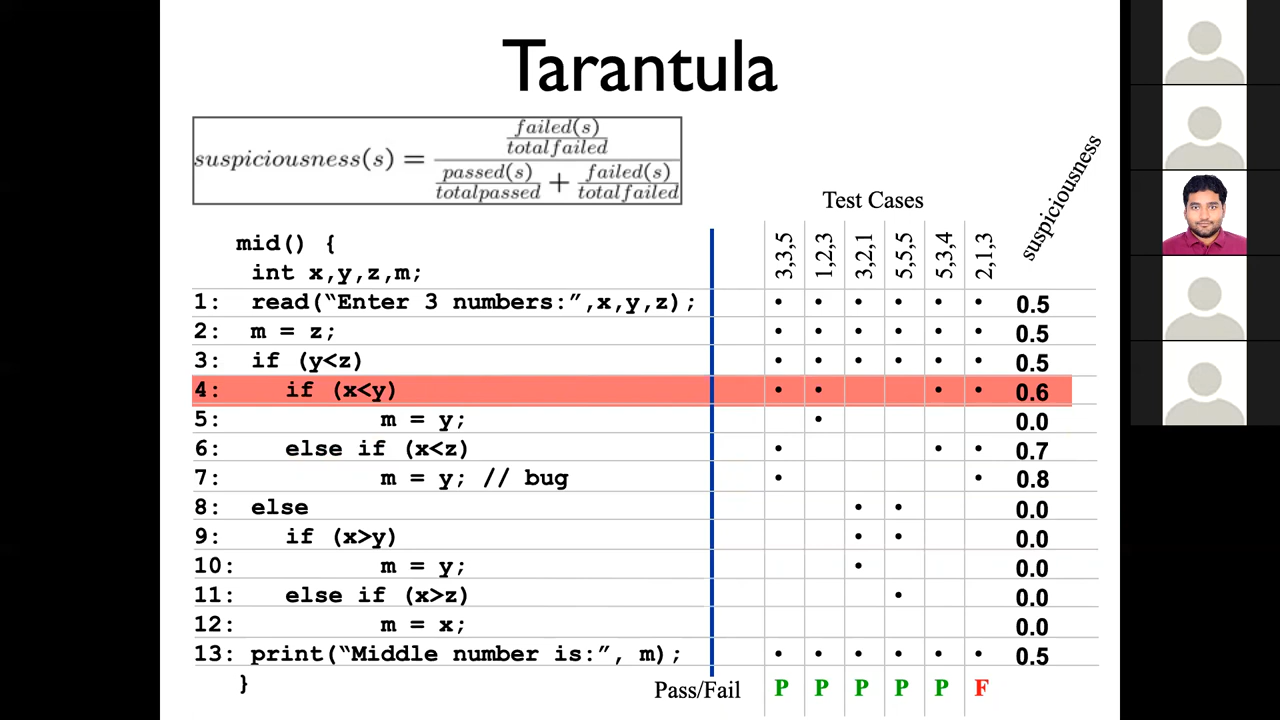 Tarantula
suspiciousness(s) = failed(s) / totalfailed / passed(s) / totalpassed + failed(s) / totalfailed
Test Cases
suspiciousness
mid() { 3,3,5 1,2,3 3,2,1 5,5,5 5,3,4 2,1,3
int x,y,z,m;
1: read(“Enter 3 numbers:”,x,y,z); • • • • • • 0.5
2: m = z; • • • • • • 0.5
3: if (y<z) • • • • • • 0.5
4: if (x<y) • • • • 0.6
5: m = y; • 0.0
6: else if (x<z) • • • 0.7
7: m = y; // bug • • 0.8
8: else • • 0.0
9: if (x>y) • • 0.0
10: m = y; • 0.0
11: else if (x>z) • 0.0
12: m = x; 0.0
13: print(“Middle number is:”, m); • • • • • • 0.5
} Pass/Fail P P P P P F